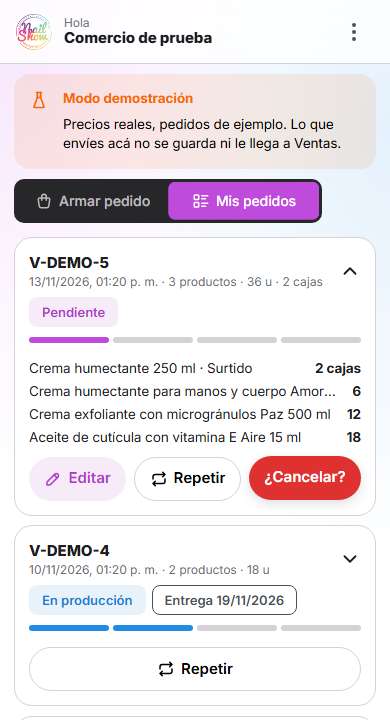 Nail
Show
Hola
Comercio de prueba
Modo demostración
Precios reales, pedidos de ejemplo. Lo que
envíes acá no se guarda ni le llega a Ventas.
Armar pedido
Mis pedidos
V-DEMO-5
13/11/2026, 01:20 p. m. · 3 productos · 36 u · 2 cajas
Pendiente
Crema humectante 250 ml · Surtido 2 cajas
Crema humectante para manos y cuerpo Amor... 6
Crema exfoliante con microgránulos Paz 500 ml 12
Aceite de cutícula con vitamina E Aire 15 ml 18
Editar
Repetir
¿Cancelar?
V-DEMO-4
10/11/2026, 01:20 p. m. · 2 productos · 18 u
En producción
Entrega 19/11/2026
Repetir